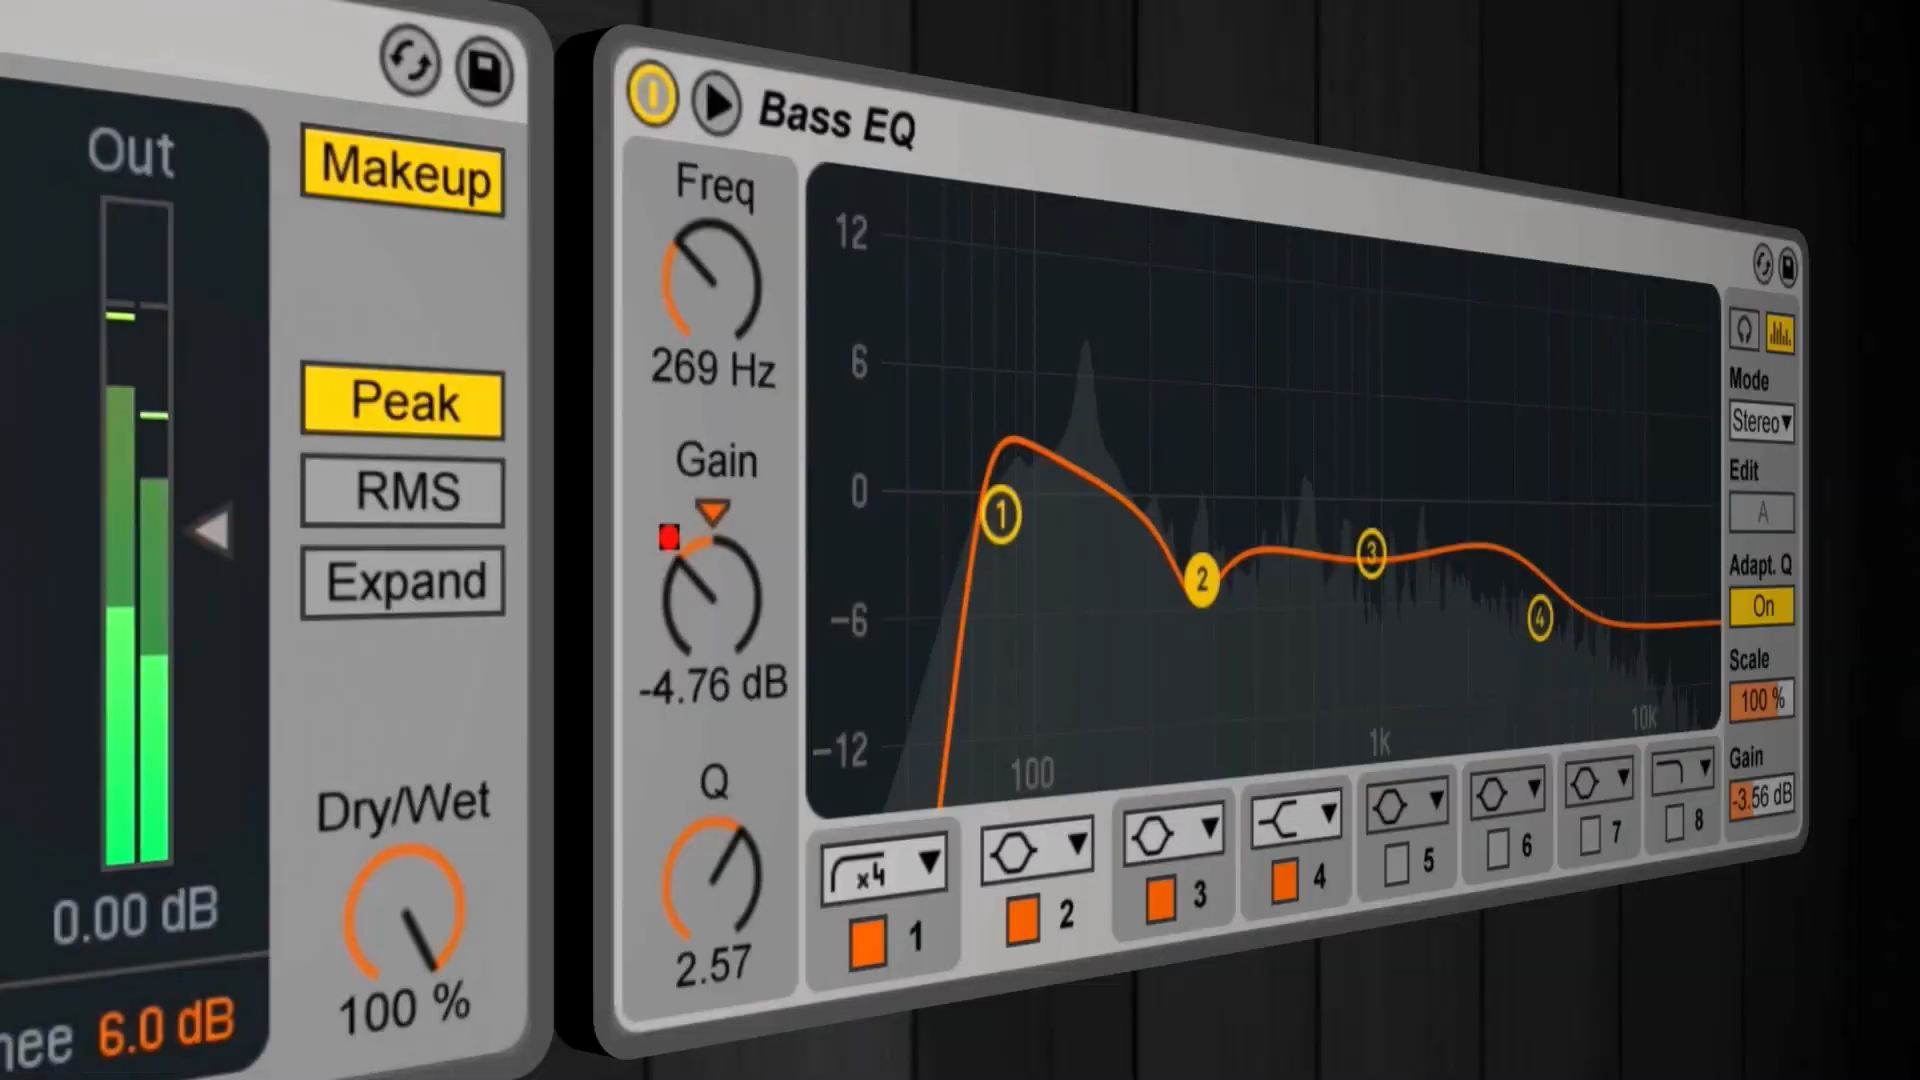 Out
Makeup
Peak
RMS
Expand
Dry/Wet
100 %
0.00 dB
6.0 dB
Bass EQ
Freq
269 Hz
Gain
-4.76 dB
Q
2.57
12
6
0
-6
-12
100
1k
10k
1
2
3
4
x4
1
2
3
4
5
6
7
8
Mode
Stereo
Edit
A
Adapt. Q
On
Scale
100 %
Gain
-3.56 dB